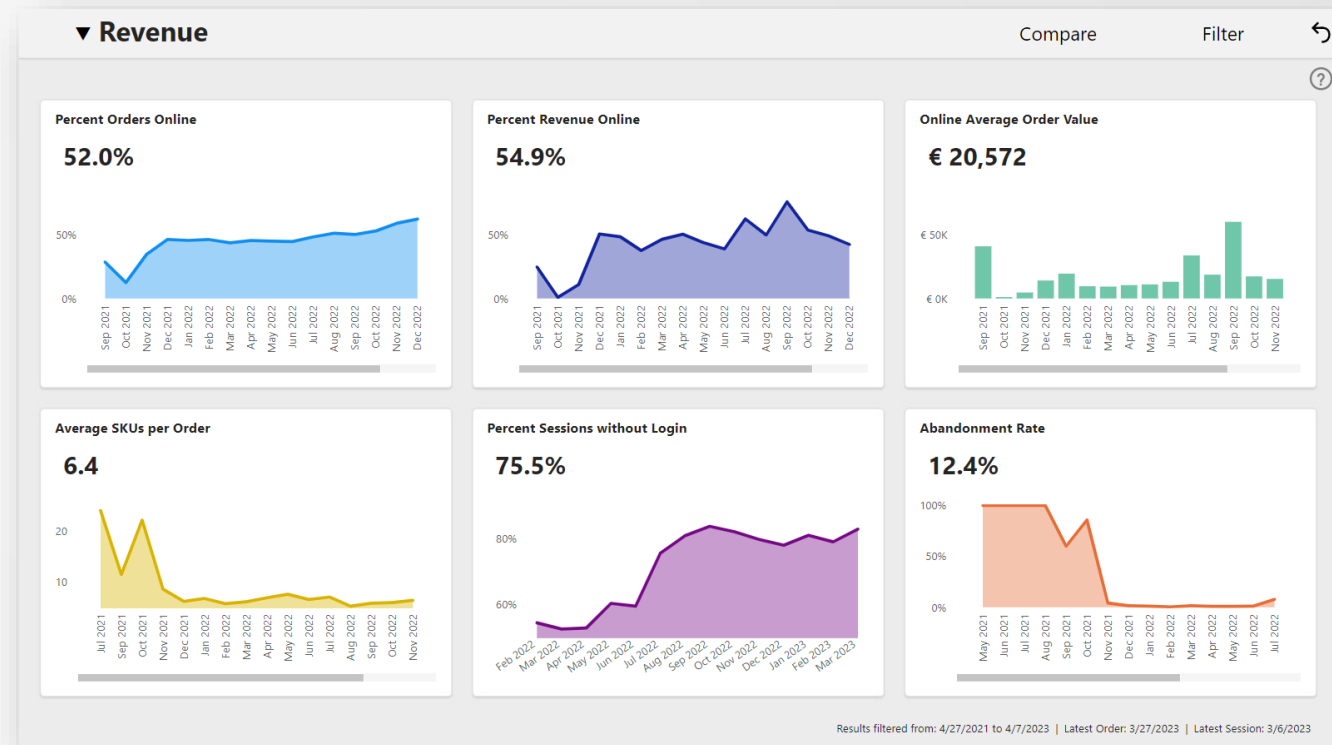 ▼ Revenue
Compare
Filter
?
Percent Orders Online
52.0%
50%
0%
Sep 2021
Oct 2021
Nov 2021
Dec 2021
Jan 2022
Feb 2022
Mar 2022
Apr 2022
May 2022
Jun 2022
Jul 2022
Aug 2022
Sep 2022
Oct 2022
Nov 2022
Dec 2022
Percent Revenue Online
54.9%
50%
0%
Sep 2021
Oct 2021
Nov 2021
Dec 2021
Jan 2022
Feb 2022
Mar 2022
Apr 2022
May 2022
Jun 2022
Jul 2022
Aug 2022
Sep 2022
Oct 2022
Nov 2022
Dec 2022
Online Average Order Value
€ 20,572
€ 50K
€ 0K
Sep 2021
Oct 2021
Nov 2021
Dec 2021
Jan 2022
Feb 2022
Mar 2022
Apr 2022
May 2022
Jun 2022
Jul 2022
Aug 2022
Sep 2022
Oct 2022
Nov 2022
Average SKUs per Order
6.4
20
10
Jul 2021
Sep 2021
Oct 2021
Nov 2021
Dec 2021
Jan 2022
Feb 2022
Mar 2022
Apr 2022
May 2022
Jun 2022
Jul 2022
Aug 2022
Sep 2022
Oct 2022
Nov 2022
Percent Sessions without Login
75.5%
80%
60%
Feb 2022
Mar 2022
Apr 2022
May 2022
Jun 2022
Jul 2022
Aug 2022
Sep 2022
Oct 2022
Nov 2022
Dec 2022
Jan 2023
Feb 2023
Mar 2023
Abandonment Rate
12.4%
100%
50%
0%
May 2021
Jun 2021
Jul 2021
Aug 2021
Sep 2021
Oct 2021
Nov 2021
Dec 2021
Jan 2022
Feb 2022
Mar 2022
Apr 2022
May 2022
Jun 2022
Jul 2022
Results filtered from: 4/27/2021 to 4/7/2023 | Latest Order: 3/27/2023 | Latest Session: 3/6/2023